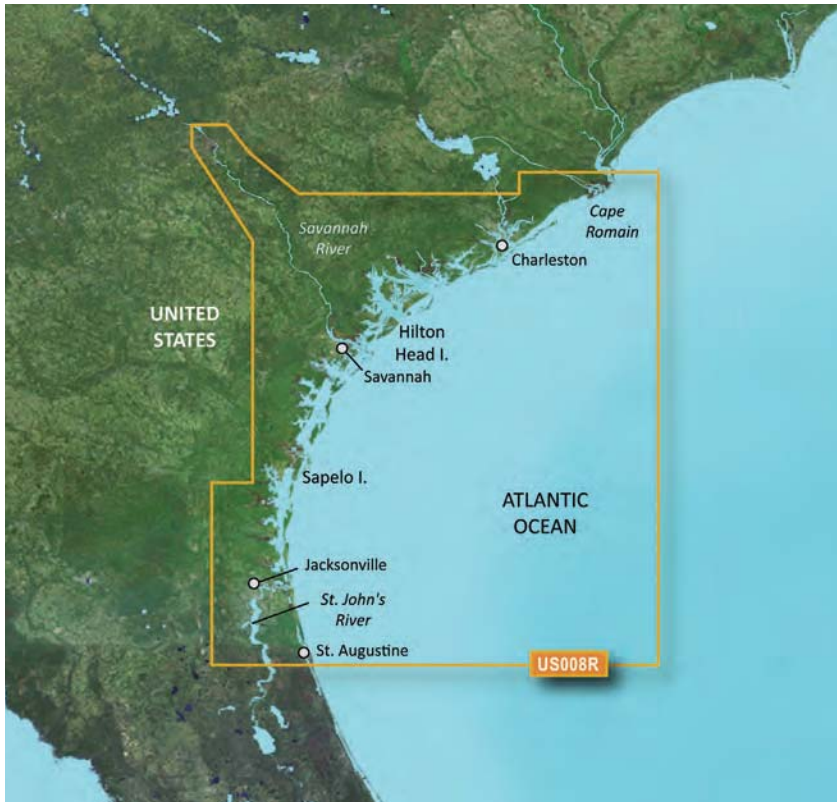 Cape
Romain
Savannah
River
Charleston
UNITED
STATES
Hilton
Head I.
Savannah
Sapelo I.
ATLANTIC
OCEAN
Jacksonville
St. John's
River
St. Augustine
US008R